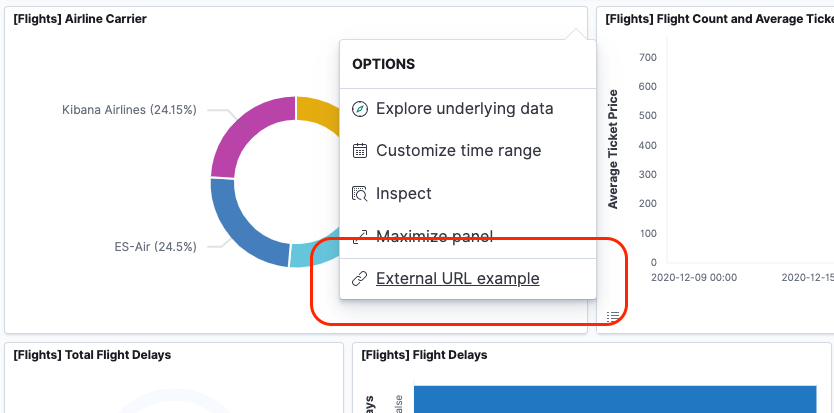 [Flights] Airline Carrier
[Flights] Flight Count and Average Ticke
OPTIONS
Explore underlying data
Customize time range
Inspect
Maximize panel
External URL example
Kibana Airlines (24.15%)
ES-Air (24.5%)
Average Ticket Price
700
600
500
400
300
200
100
0
2020-12-09 00:00
2020-12-15
[Flights] Total Flight Delays
[Flights] Flight Delays
ays
alse